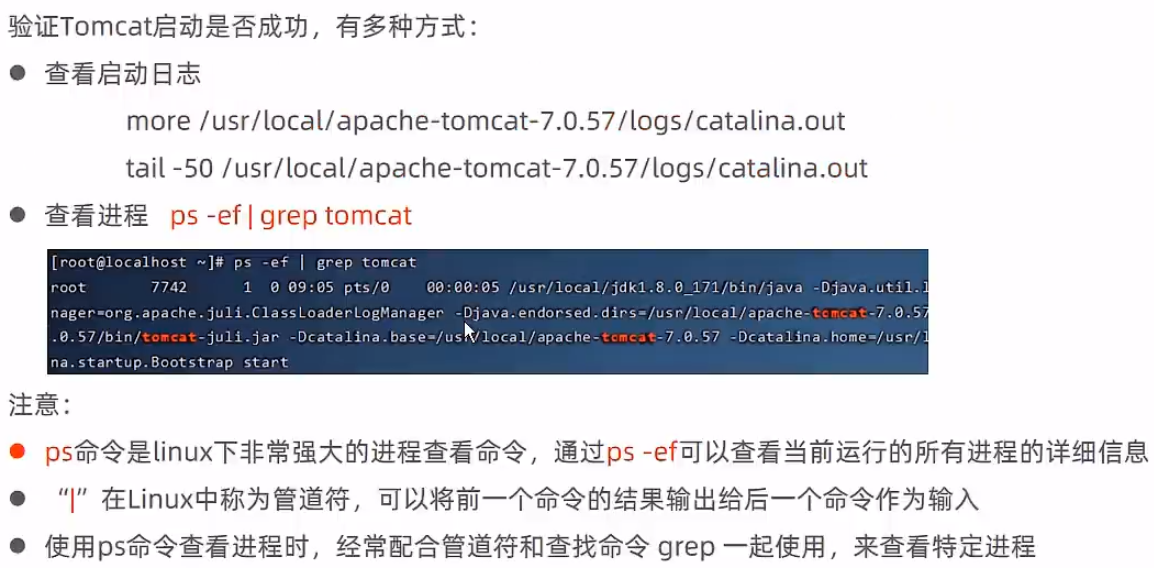 验证Tomcat启动是否成功，有多种方式：
● 查看启动日志
more /usr/local/apache-tomcat-7.0.57/logs/catalina.out
tail -50 /usr/local/apache-tomcat-7.0.57/logs/catalina.out
● 查看进程 ps -ef | grep tomcat
[root@localhost ~]# ps -ef | grep tomcat
root 7742 1 0 09:05 pts/0 00:00:05 /usr/local/jdk1.8.0_171/bin/java -Djava.util.l
nager=org.apache.juli.ClassLoaderLogManager -Djava.endorsed.dirs=/usr/local/apache-tomcat-7.0.57
.0.57/bin/tomcat-juli.jar -Dcatalina.base=/usr/local/apache-tomcat-7.0.57 -Dcatalina.home=/usr/l
na.startup.Bootstrap start
注意：
● ps命令是linux下非常强大的进程查看命令，通过ps -ef可以查看当前运行的所有进程的详细信息
● “|”在Linux中称为管道符，可以将前一个命令的结果输出给后一个命令作为输入
● 使用ps命令查看进程时，经常配合管道符和查找命令 grep 一起使用，来查看特定进程